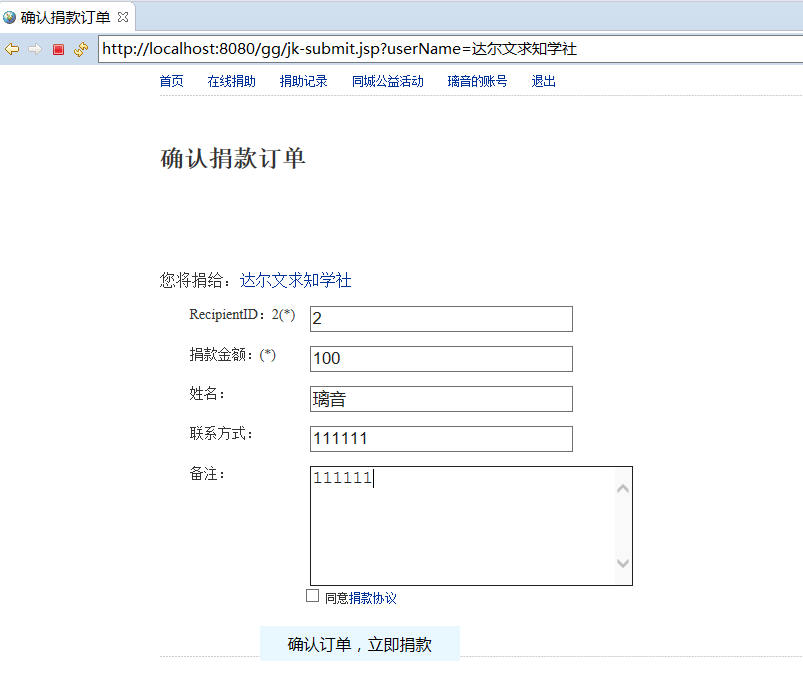 确认捐款订单
http://localhost:8080/gg/jk-submit.jsp?userName=达尔文求知学社
首页 在线捐助 捐助记录 同城公益活动 璃音的账号 退出
确认捐款订单
您将捐给：达尔文求知学社
RecipientID：2(*) 2
捐款金额：(*) 100
姓名： 璃音
联系方式： 111111
备注： 111111
同意捐款协议
确认订单，立即捐款